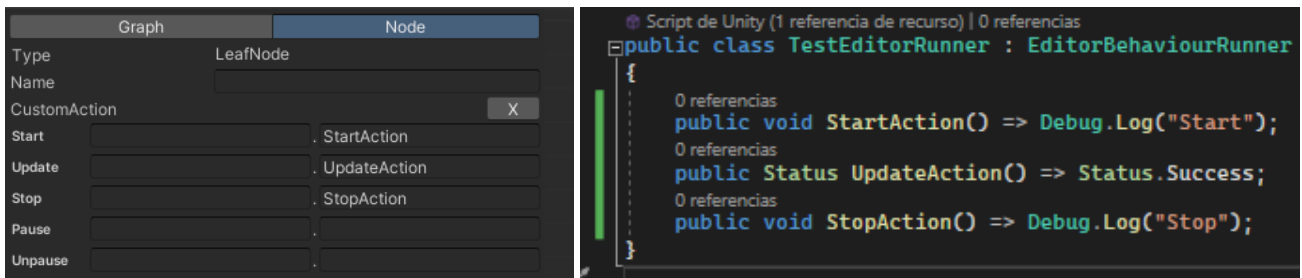 Graph Node
Type LeafNode
Name
CustomAction X
Start . StartAction
Update . UpdateAction
Stop . StopAction
Pause .
Unpause .
Script de Unity (1 referencia de recurso) | 0 referencias
public class TestEditorRunner : EditorBehaviourRunner
{
0 referencias
public void StartAction() => Debug.Log("Start");
0 referencias
public Status UpdateAction() => Status.Success;
0 referencias
public void StopAction() => Debug.Log("Stop");
}